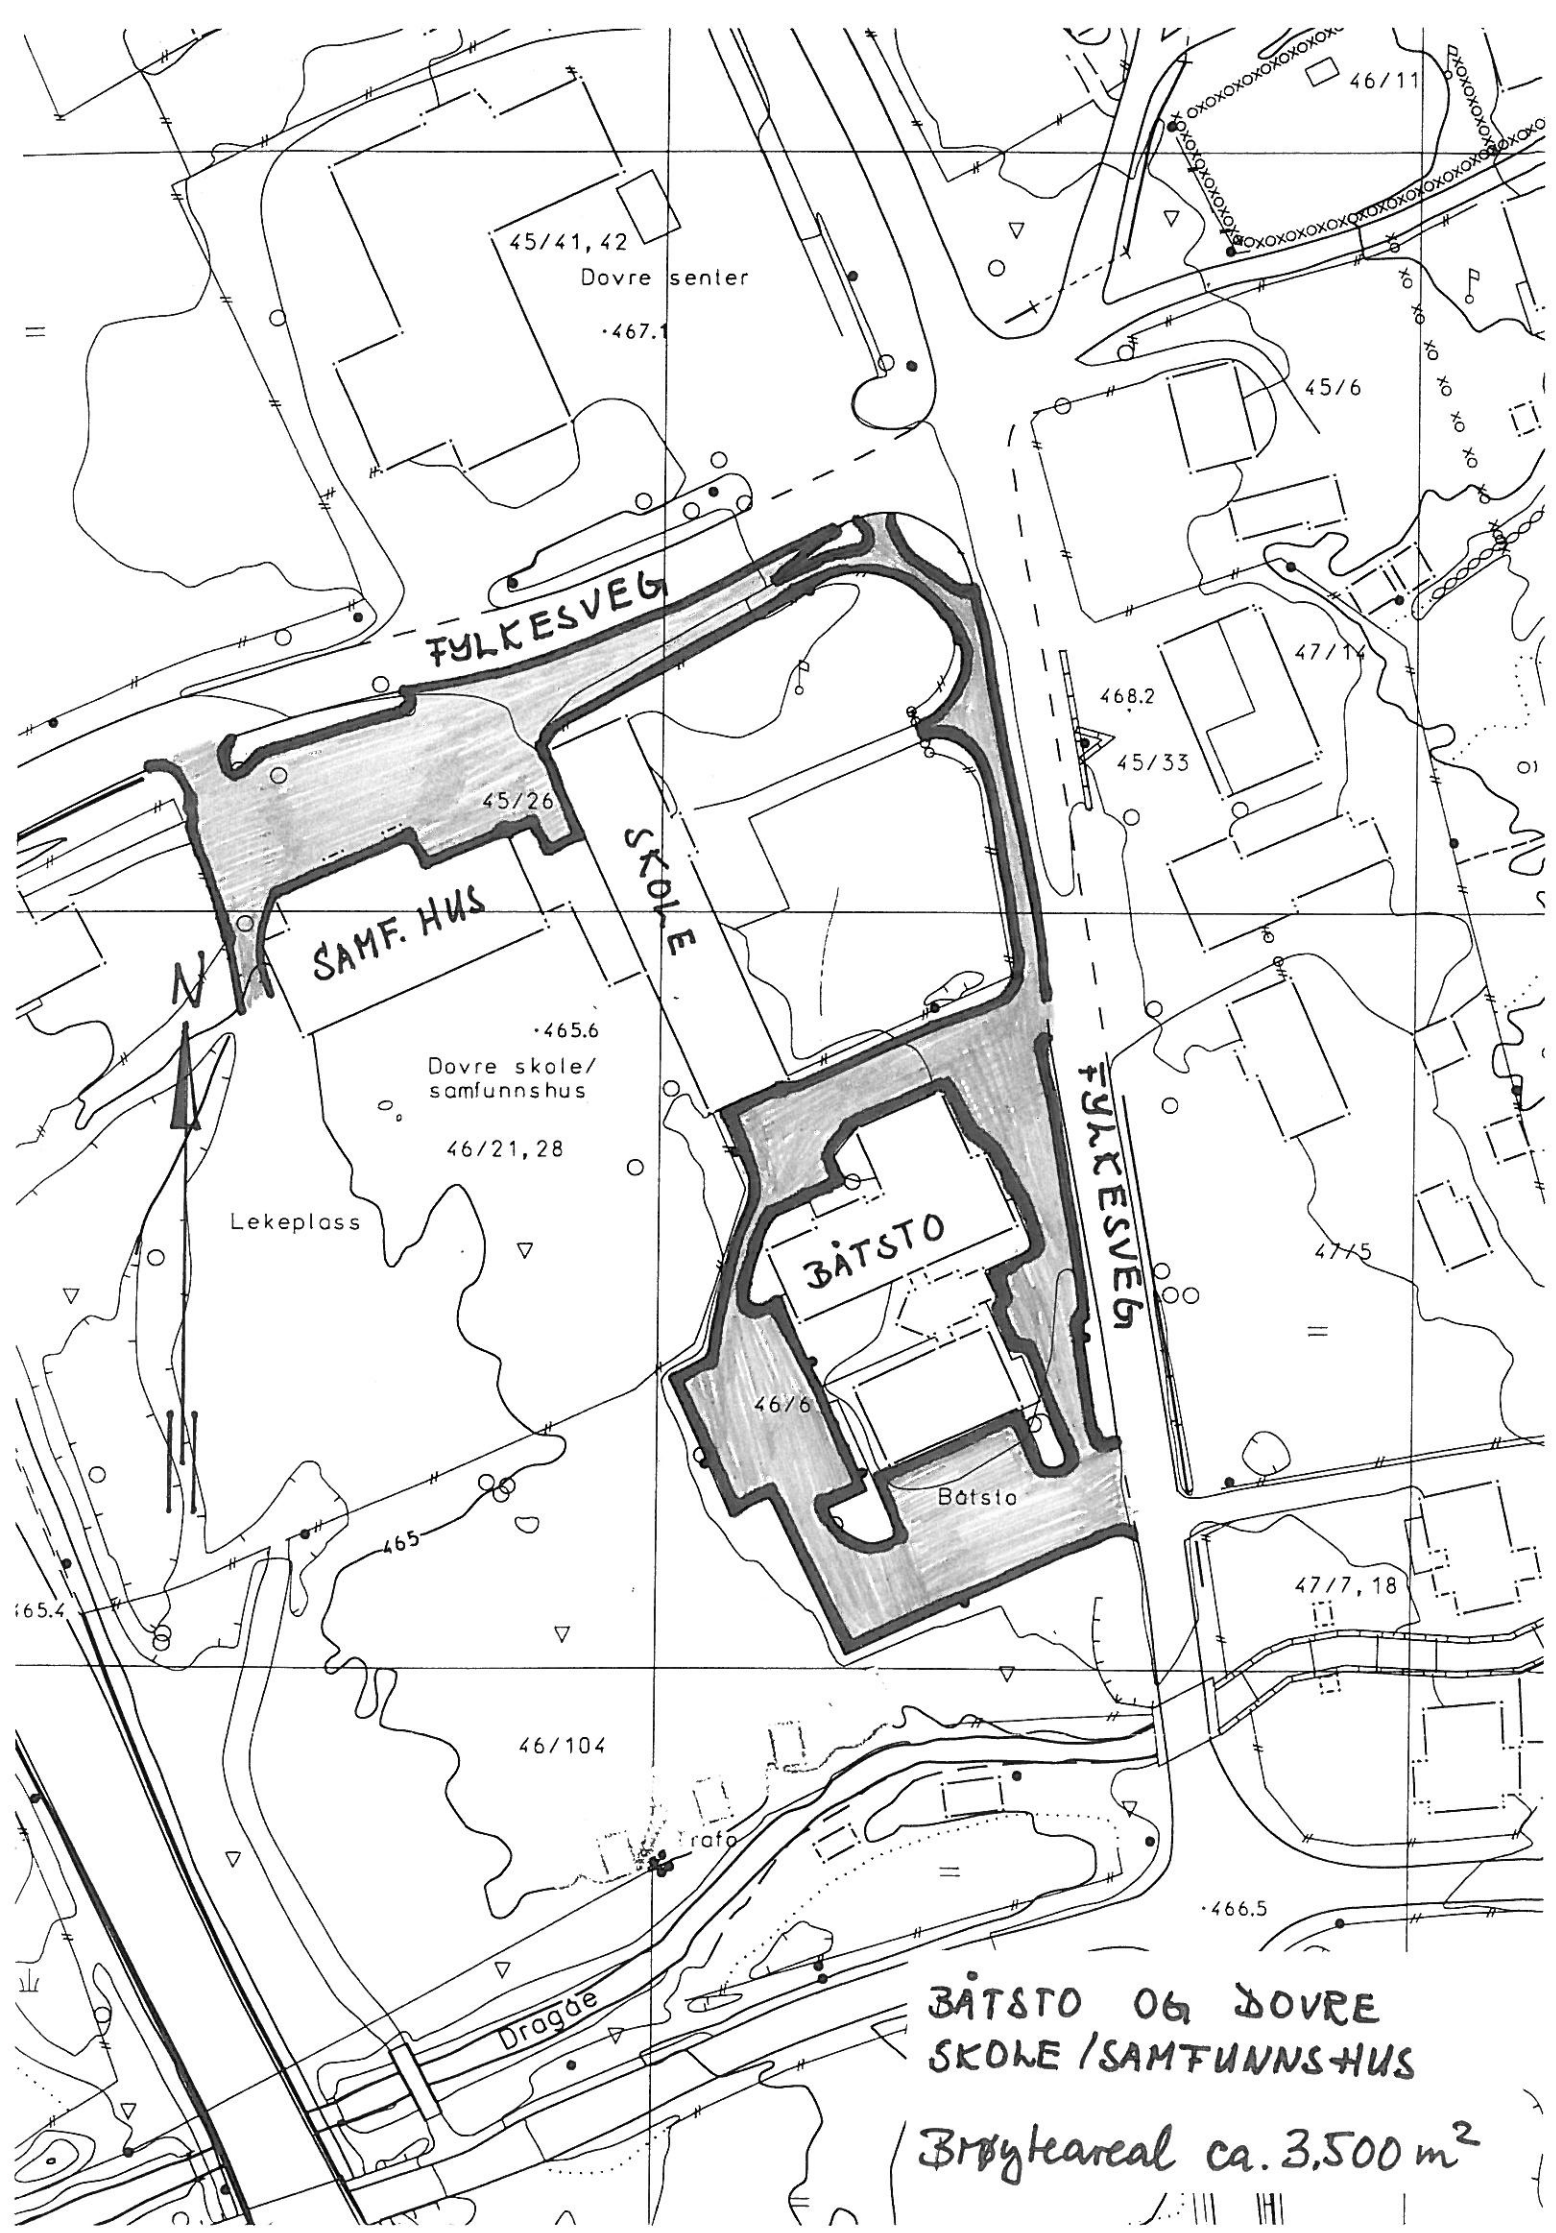 46/11
45/41, 42
Dovre senter
·467.1
45/6
FYLKESVEG
47/14
468.2
45/33
45/26
SKOLE
SAMF. HUS
N
·465.6
Dovre skole/
samfunnshus
46/21, 28
FYLKESVEG
Lekeplass
BÅTSTO
47/5
46/6
Båtsto
465
465.4
47/7, 18
46/104
Trafo
·466.5
Dragåe
BÅTSTO OG DOVRE
SKOLE/SAMFUNNSHUS
Brøyteareal ca. 3.500 m²